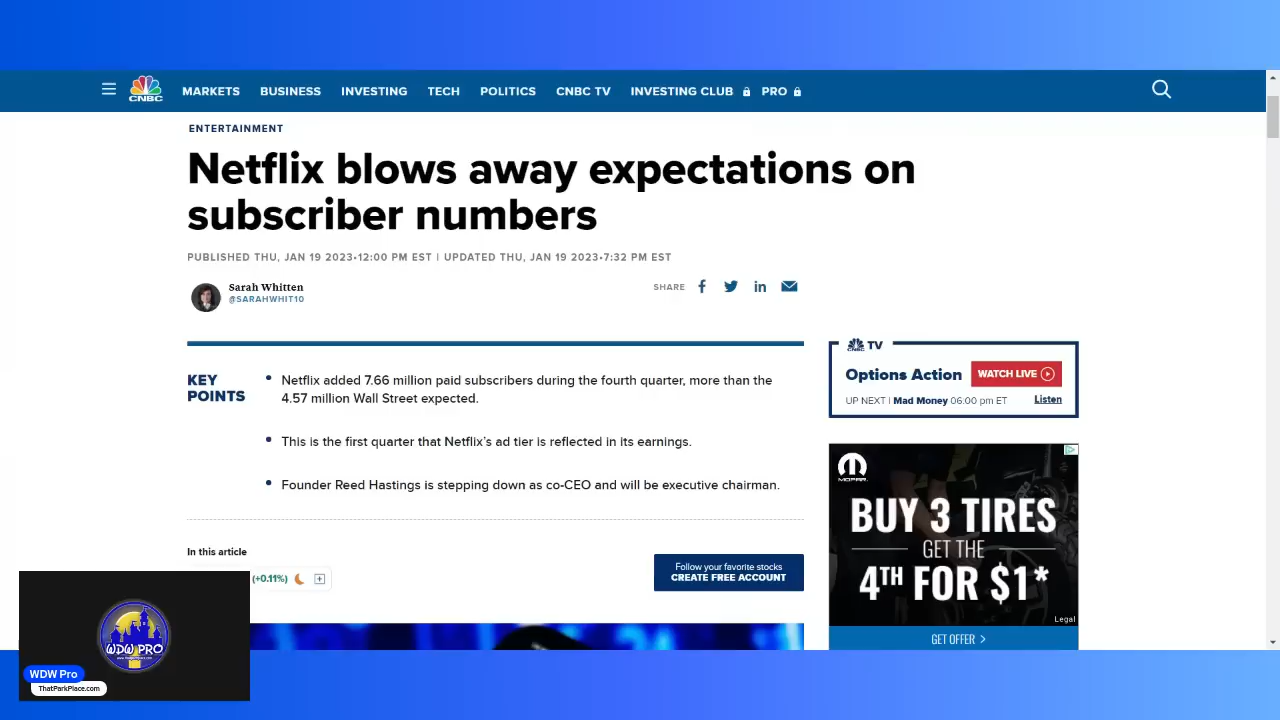 CNBC
MARKETS BUSINESS INVESTING TECH POLITICS CNBC TV INVESTING CLUB PRO
ENTERTAINMENT
Netflix blows away expectations on
subscriber numbers
PUBLISHED THU, JAN 19 2023•12:00 PM EST | UPDATED THU, JAN 19 2023•7:32 PM EST
Sarah Whitten
@SARAHWHIT10
SHARE
KEY
POINTS
Netflix added 7.66 million paid subscribers during the fourth quarter, more than the
4.57 million Wall Street expected.
This is the first quarter that Netflix's ad tier is reflected in its earnings.
Founder Reed Hastings is stepping down as co-CEO and will be executive chairman.
In this article
(+0.11%)
Follow your favorite stocks
CREATE FREE ACCOUNT
TV
Options Action
WATCH LIVE
UP NEXT | Mad Money 06:00 pm ET
Listen
MOPAR
BUY 3 TIRES
GET THE
4TH FOR $1*
Legal
GET OFFER >
WDW PRO
WDW Pro
ThatParkPlace.com